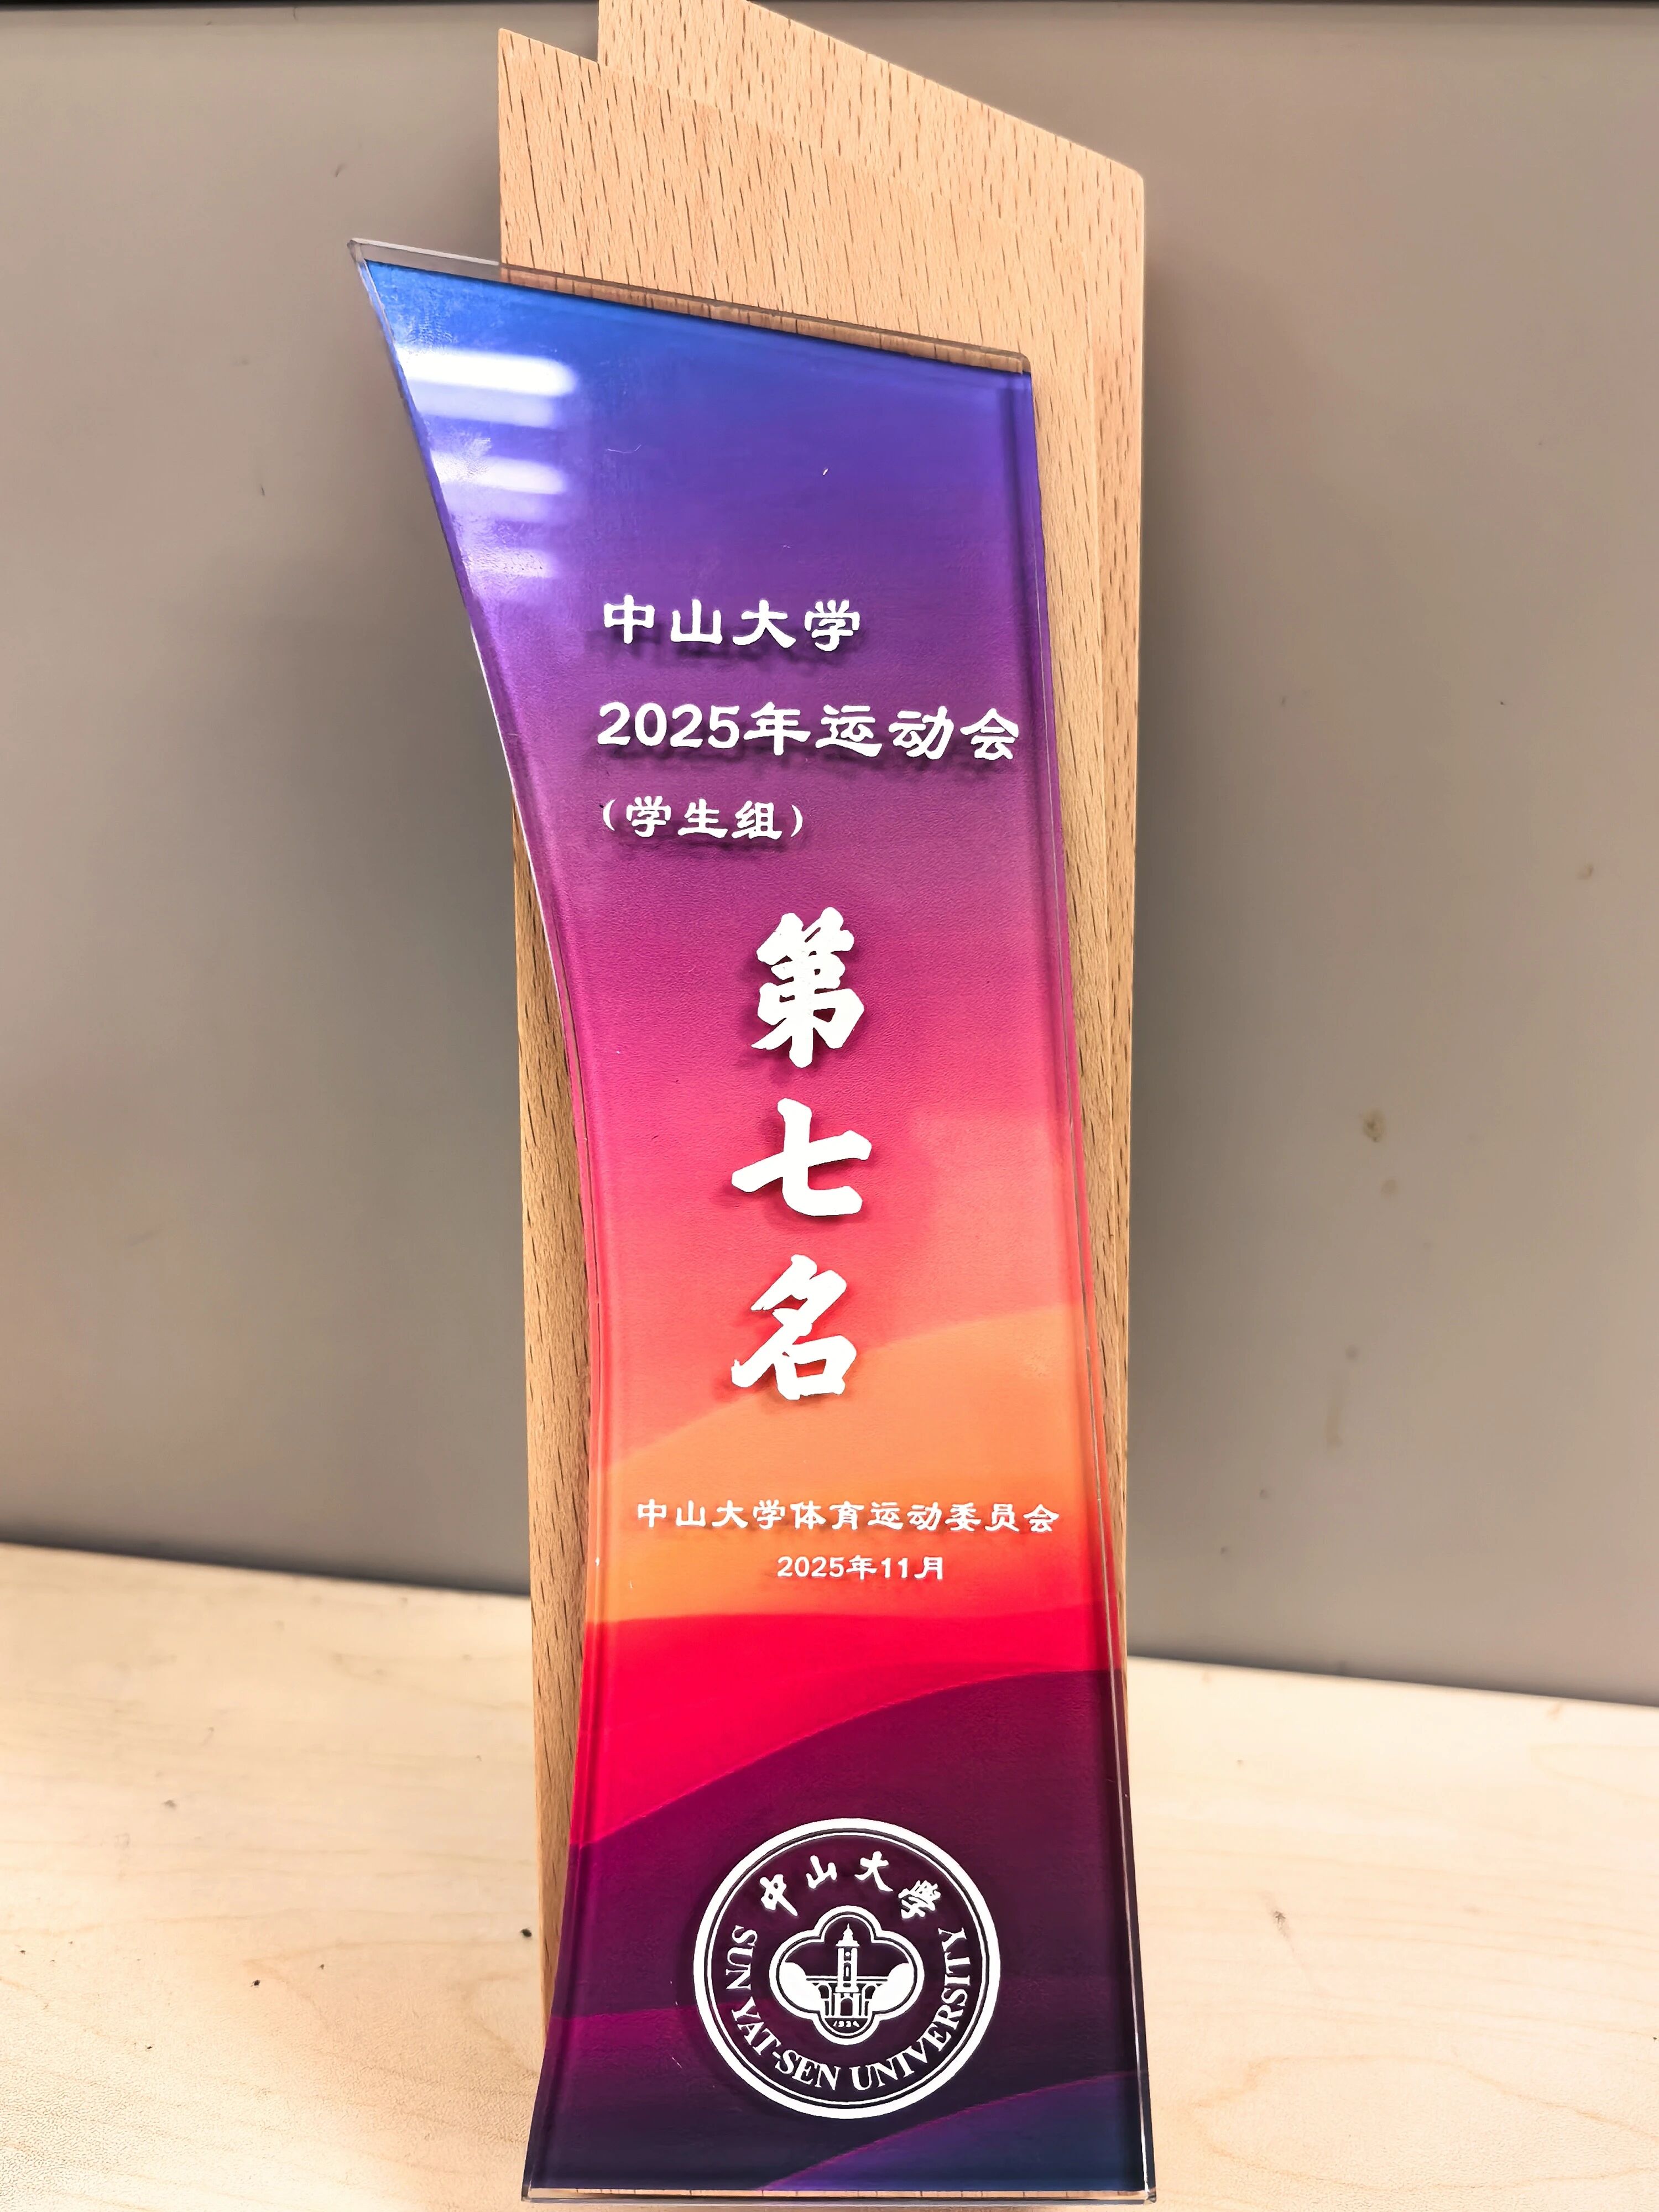 中山大学
2025年运动会
（学生组）
第七名
中山大学体育运动委员会
2025年11月
中山大學
1924
SUN YAT-SEN UNIVERSITY